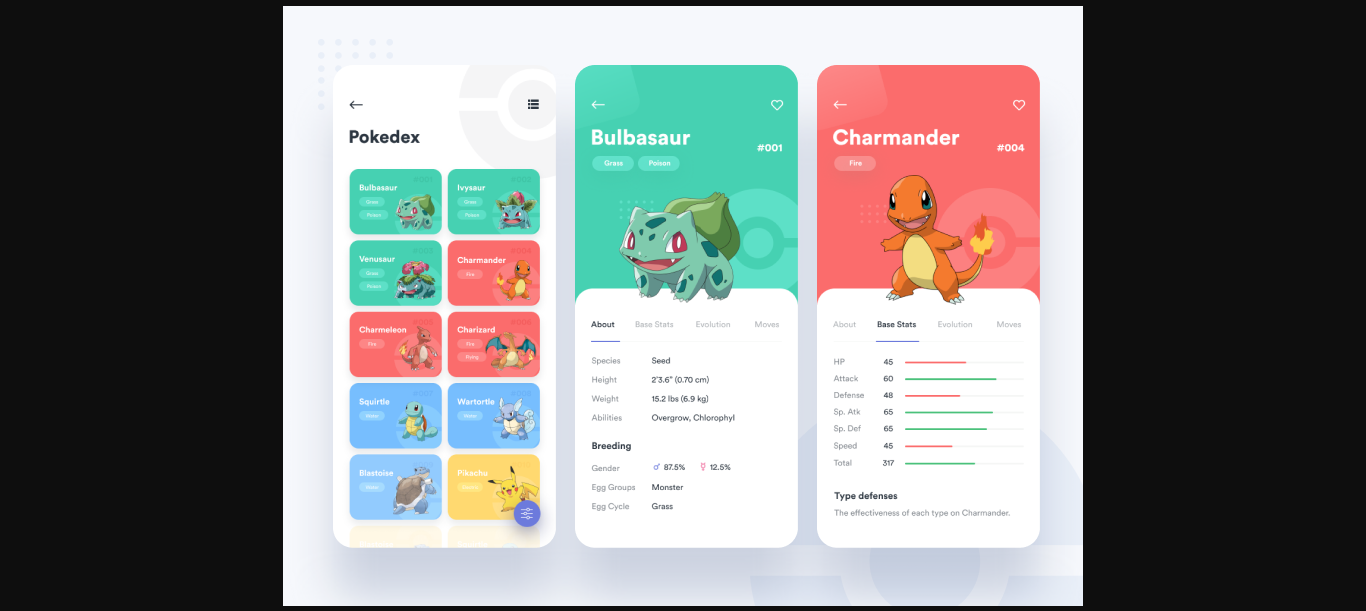 Pokedex
Bulbasaur
Grass
Poison
Ivysaur
Grass
Poison
Venusaur
Grass
Poison
Charmander
Fire
Charmeleon
Fire
Charizard
Fire
Flying
Squirtle
Water
Wartortle
Water
Blastoise
Water
Pikachu
Bulbasaur
#001
Grass Poison
About Base Stats Evolution Moves
Species Seed
Height 2'3.6" (0.70 cm)
Weight 15.2 lbs (6.9 kg)
Abilities Overgrow, Chlorophyl
Breeding
Gender ♂ 87.5% ♀ 12.5%
Egg Groups Monster
Egg Cycle Grass
Charmander
#004
Fire
About Base Stats Evolution Moves
HP 45
Attack 60
Defense 48
Sp. Atk 65
Sp. Def 65
Speed 45
Total 317
Type defenses
The effectiveness of each type on Charmander.